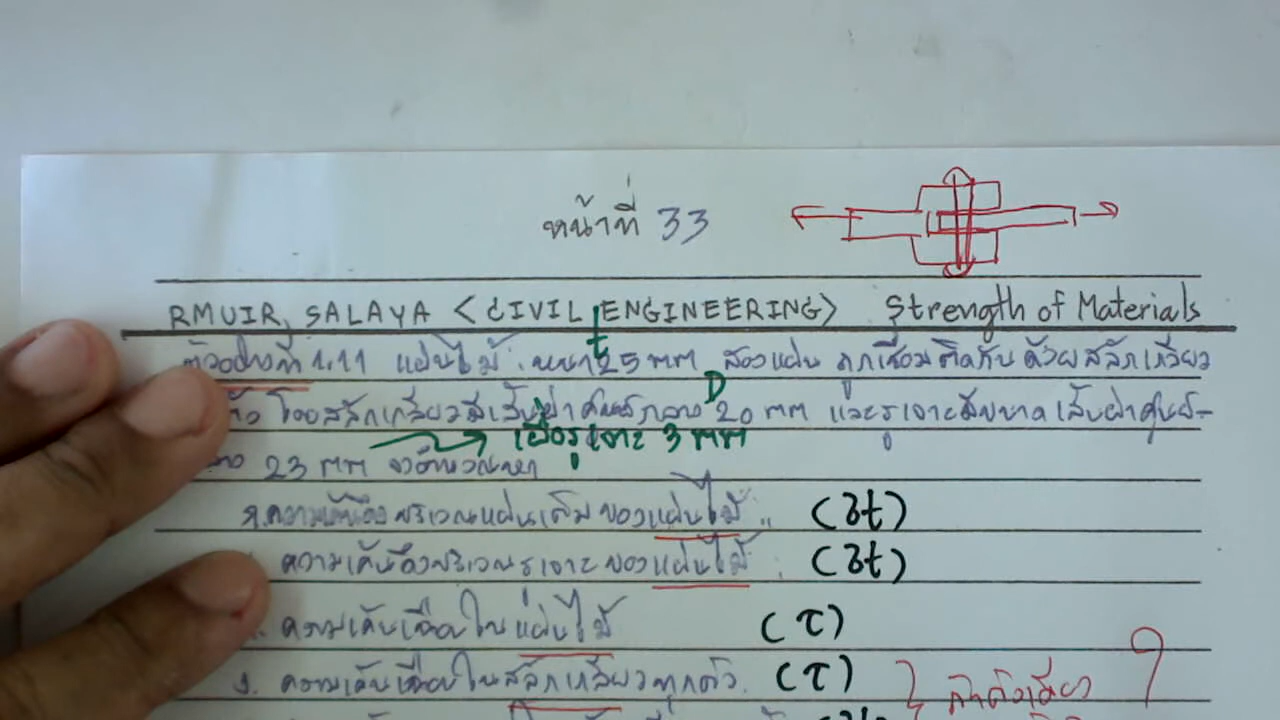 หน้าที่ 33
RMUIR, SALAYA <CIVIL ENGINEERING> Strength of Materials
t
ตัวอย่างที่ 1.11 แผ่นไม้ หนา 25 mm สองแผ่น ถูกเชื่อมติดกัน ด้วยสลักเกลียว
D
โดยสลักเกลียวมีเส้นผ่าศูนย์กลาง 20 mm และรูเจาะมีขนาดเส้นผ่าศูนย์-
เผื่อรูเจาะ 3 mm
23 mm จงคำนวณหา
ความเค้นดึงบริเวณแผ่นเต็มของแผ่นไม้ (σt)
ความเค้นดึงบริเวณรูเจาะของแผ่นไม้ (σt)
ความเค้นเฉือนในแผ่นไม้ (τ)
ความเค้นเฉือนในสลักเกลียวทุกตัว (τ)